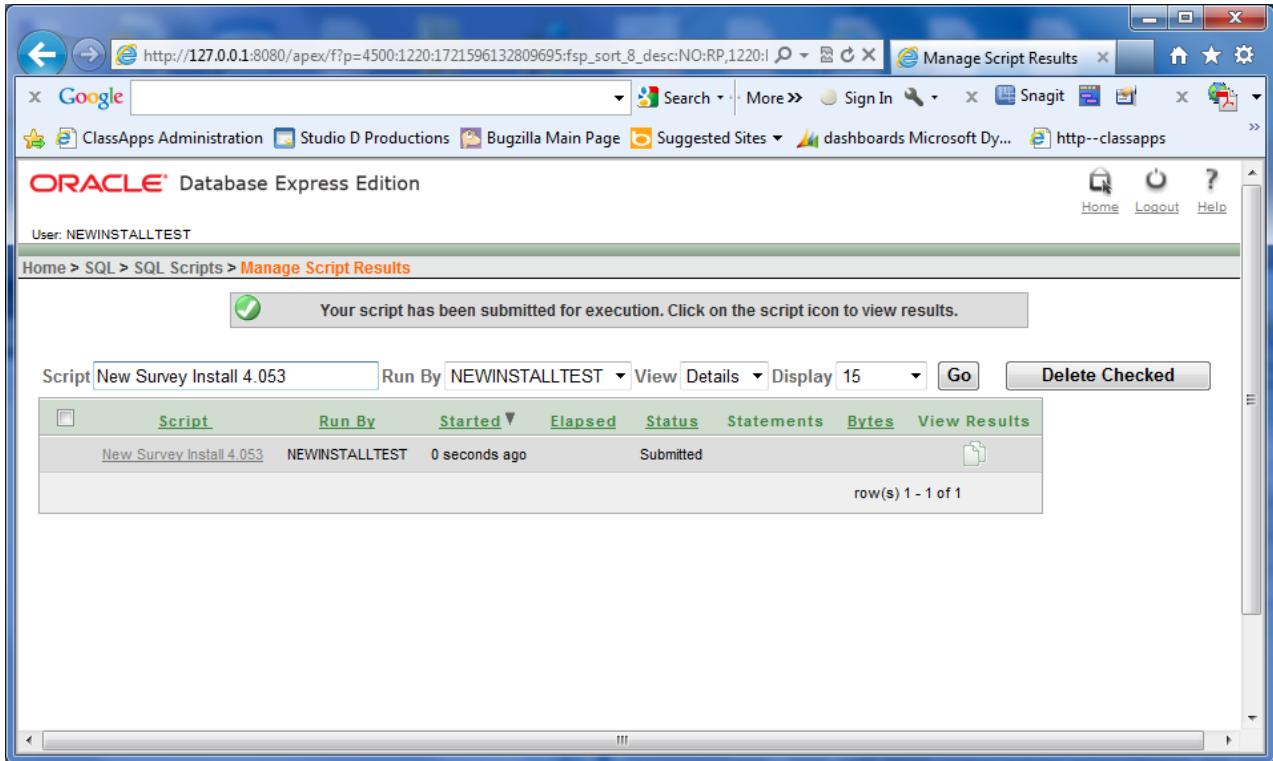 http://127.0.0.1:8080/apex/f?p=4500:1220:1721596132809695:fsp_sort_8_desc:NO:RP,1220:I
Manage Script Results
x Google Search More >> Sign In x Snagit x
ClassApps Administration Studio D Productions Bugzilla Main Page Suggested Sites dashboards Microsoft Dy... http--classapps >>
ORACLE Database Express Edition
Home Logout Help
User: NEWINSTALLTEST
Home > SQL > SQL Scripts > Manage Script Results
Your script has been submitted for execution. Click on the script icon to view results.
Script New Survey Install 4.053 Run By NEWINSTALLTEST View Details Display 15 Go Delete Checked
Script Run By Started Elapsed Status Statements Bytes View Results
New Survey Install 4.053 NEWINSTALLTEST 0 seconds ago Submitted
row(s) 1 - 1 of 1